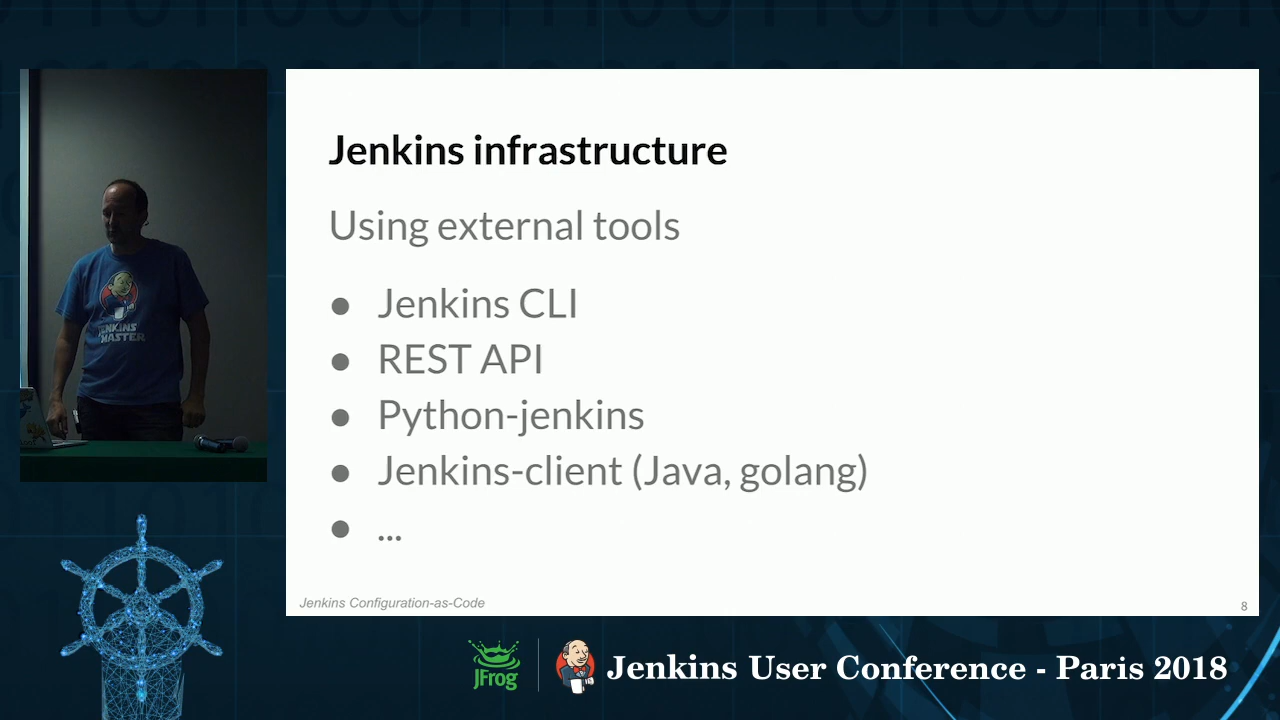 Jenkins infrastructure
Using external tools
● Jenkins CLI
● REST API
● Python-jenkins
● Jenkins-client (Java, golang)
● ...
Jenkins Configuration-as-Code
8
JENKINS
MASTER
JFrog
Jenkins User Conference - Paris 2018